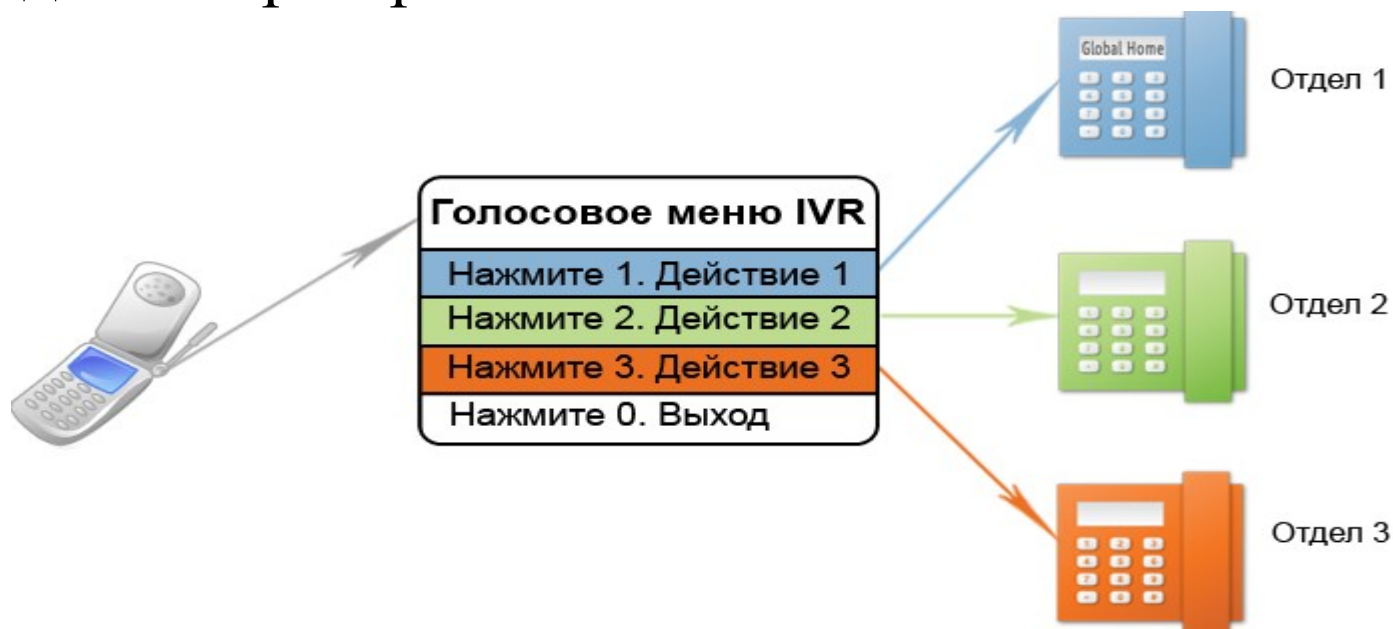 Голосовое меню IVR
Нажмите 1. Действие 1
Нажмите 2. Действие 2
Нажмите 3. Действие 3
Нажмите 0. Выход
Global Home
Отдел 1
Отдел 2
Отдел 3